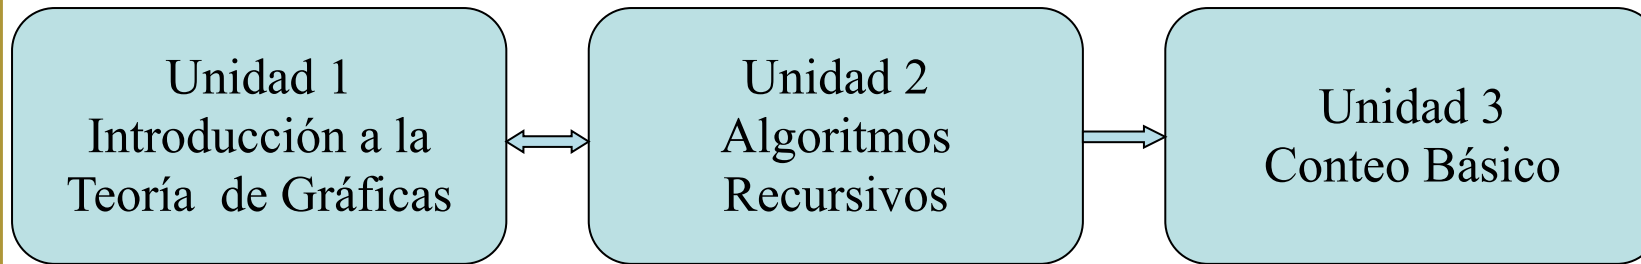 Unidad 1
Introducción a la
Teoría  de Gráficas
Unidad 2
Algoritmos
Recursivos
Unidad 3
Conteo Básico